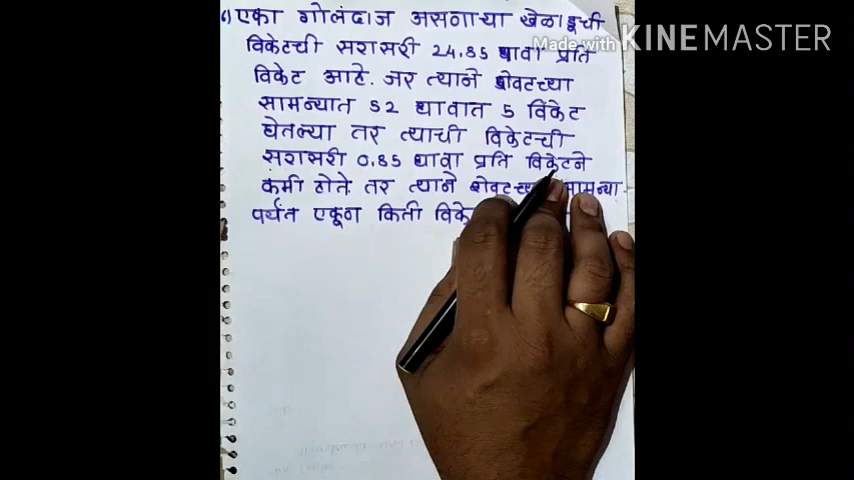 6) एका गोलंदाज असणाऱ्या खेळाडूची
विकेटची सरासरी 24.85 धावा प्रति
विकेट आहे. जर त्याने शेवटच्या
सामन्यात 52 धावात 5 विकेट
घेतल्या तर त्याची विकेटची
सरासरी 0.85 धावा प्रति विकेटने
कमी होते तर त्याने शेवटच्या सामन्या
पर्यंत एकूण किती
Made with KINEMASTER